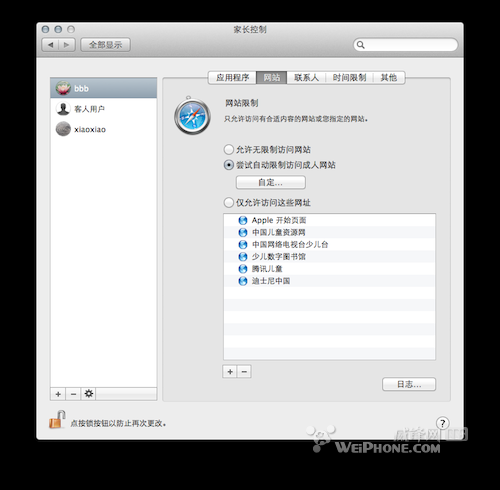 家长控制
全部显示
bbb
客人用户
xiaoxiao
应用程序 网站 联系人 时间限制 其他
网站限制
只允许访问有合适内容的网站或您指定的网站。
允许无限制访问网站
尝试自动限制访问成人网站
自定...
仅允许访问这些网址
Apple 开始页面
中国儿童资源网
中国网络电视台少儿台
少儿数字图书馆
腾讯儿童
迪士尼中国
日志...
点按锁按钮以防止再次更改。
?
威锋网
WEIPHONE.COM